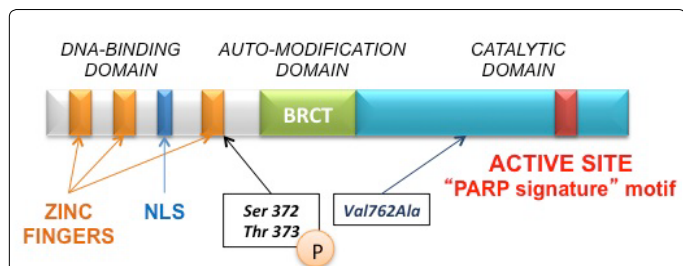 DNA-BINDING
DOMAIN
AUTO-MODIFICATION
DOMAIN
CATALYTIC
DOMAIN
BRCT
ZINC
FINGERS
NLS
Ser 372
Thr 373
P
Val762Ala
ACTIVE SITE
“PARP signature” motif